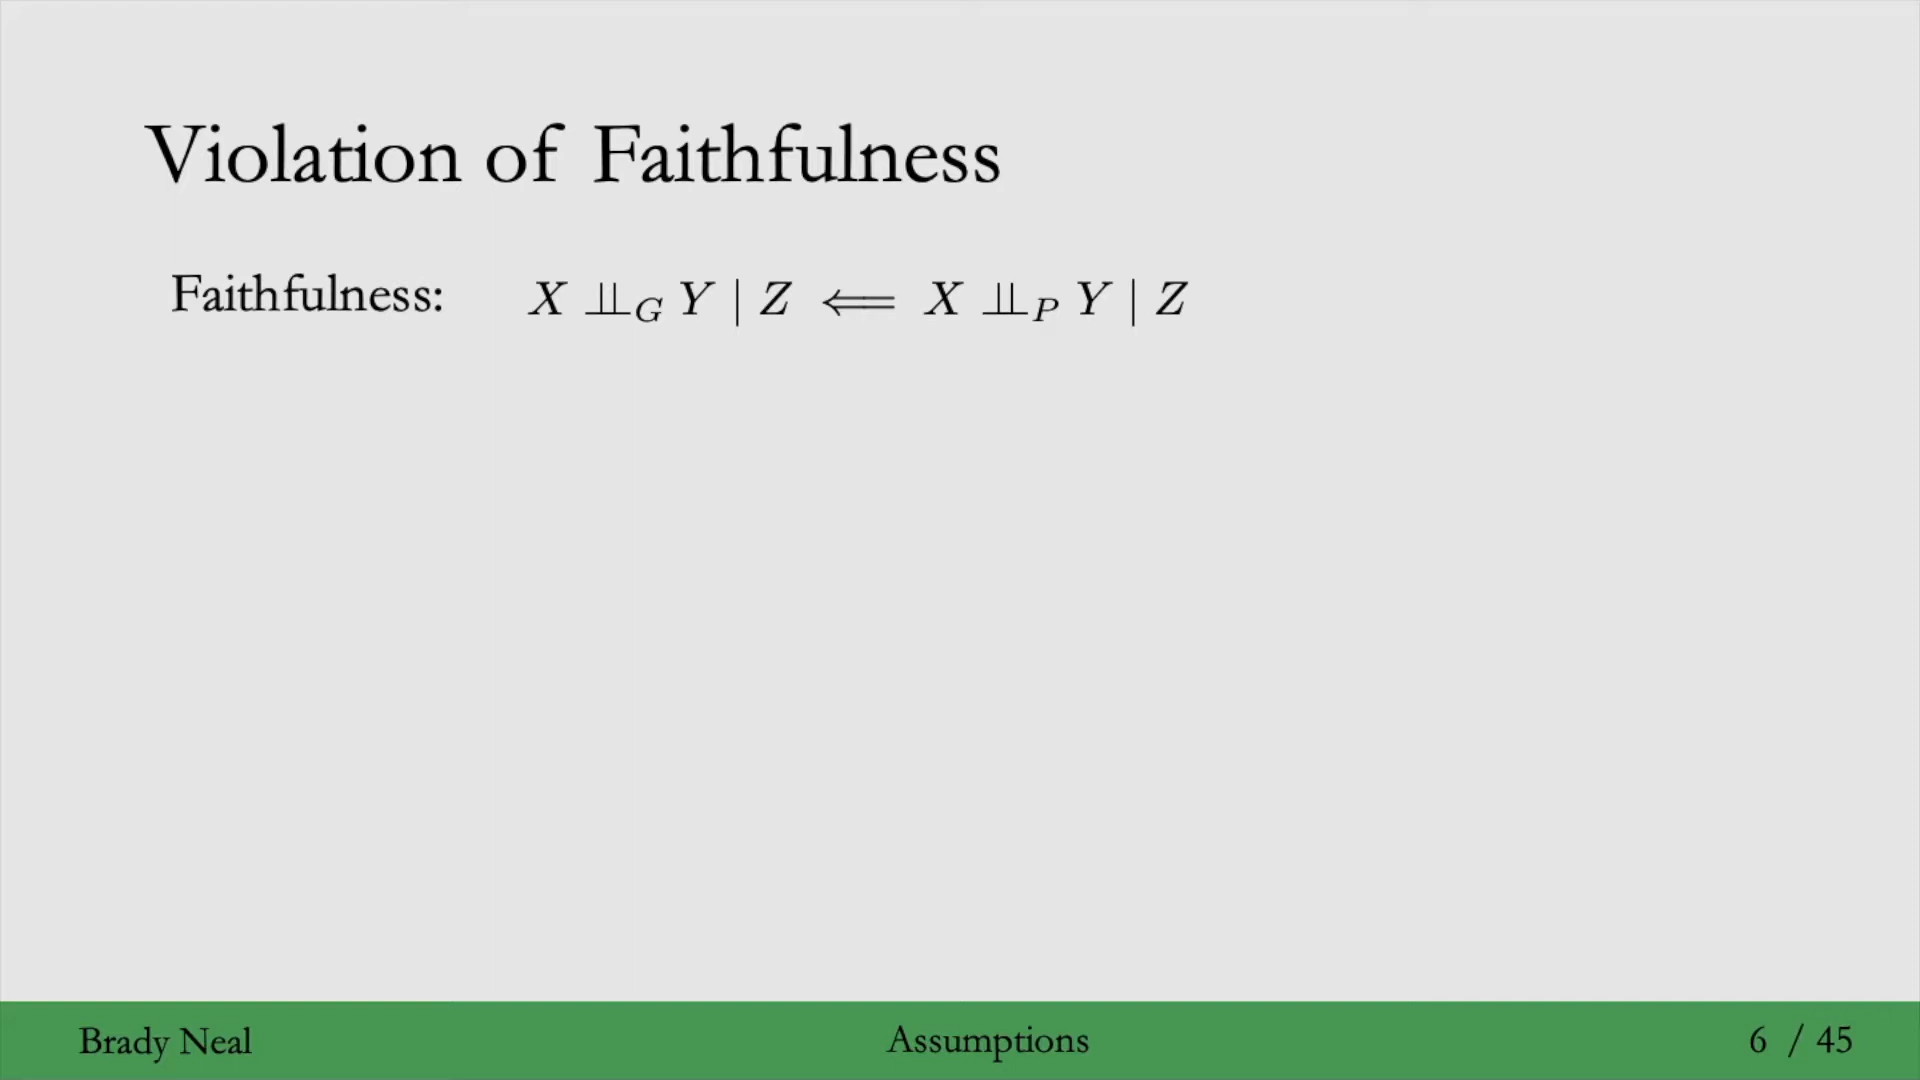 Violation of Faithfulness
Faithfulness: X ⫫_G Y | Z ⟸ X ⫫_P Y | Z
Brady Neal Assumptions 6 / 45